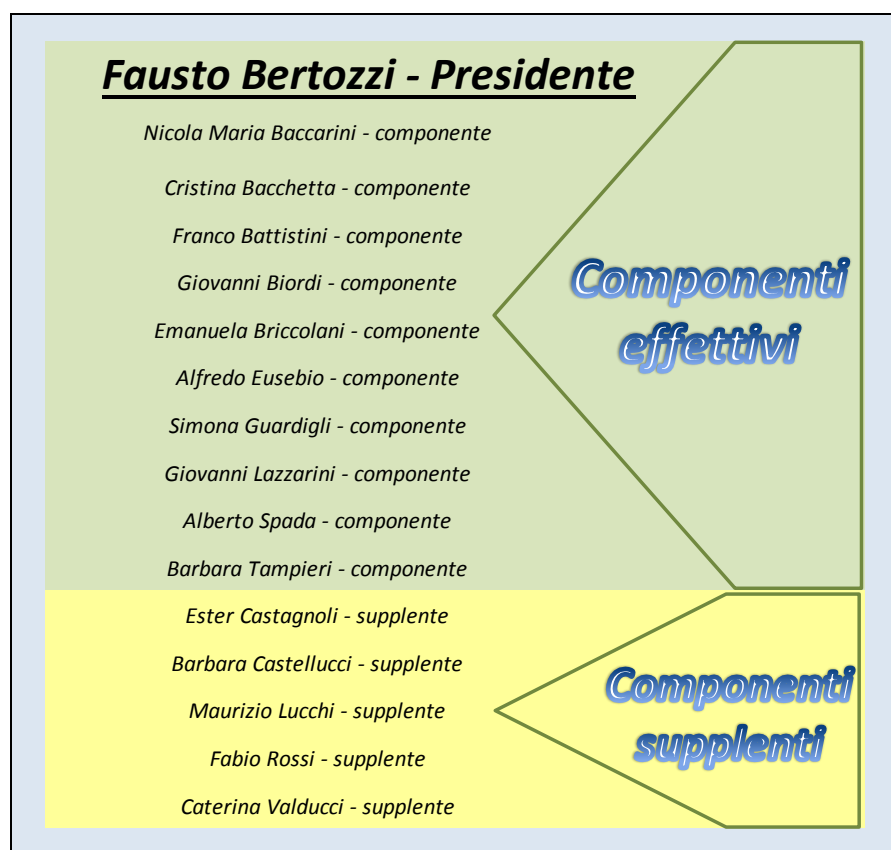 Fausto Bertozzi - Presidente
Nicola Maria Baccarini - componente
Cristina Bacchetta - componente
Franco Battistini - componente
Giovanni Biordi - componente
Emanuela Briccolani - componente
Alfredo Eusebio - componente
Simona Guardigli - componente
Giovanni Lazzarini - componente
Alberto Spada - componente
Barbara Tampieri - componente
Componenti
effettivi
Ester Castagnoli - supplente
Barbara Castellucci - supplente
Maurizio Lucchi - supplente
Fabio Rossi - supplente
Caterina Valducci - supplente
Componenti
supplenti